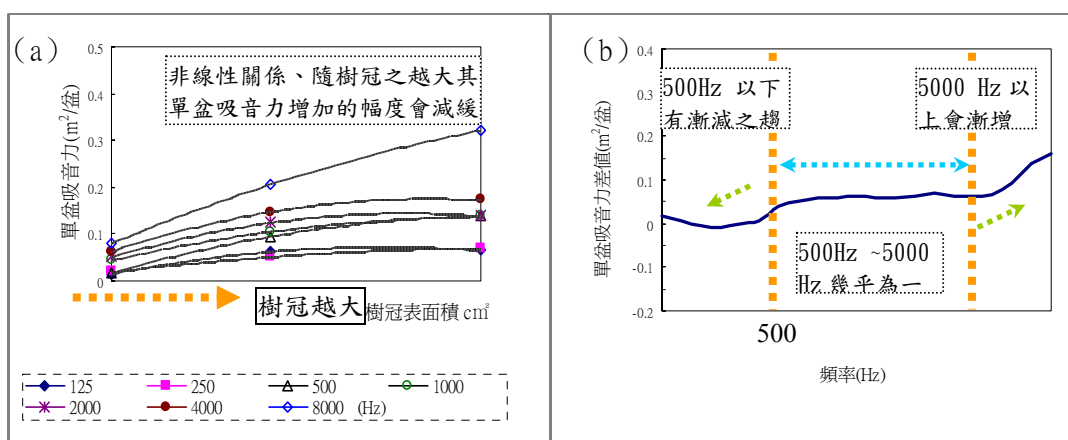 (a)
0.5
0.4
0.3
0.2
0.1
0
單盆吸音力(m²/盆)
非線性關係、隨樹冠之越大其
單盆吸音力增加的幅度會減緩
樹冠越大
樹冠表面積 cm²
125
250
500
1000
2000
4000
8000 (Hz)
(b)
0.4
0.3
0.2
0.1
0
-0.1
-0.2
單盆吸音力差值(m²/盆)
500Hz 以下
有漸減之趨
5000 Hz 以
上會漸增
500Hz ~5000
Hz 幾乎為一
500
頻率(Hz)